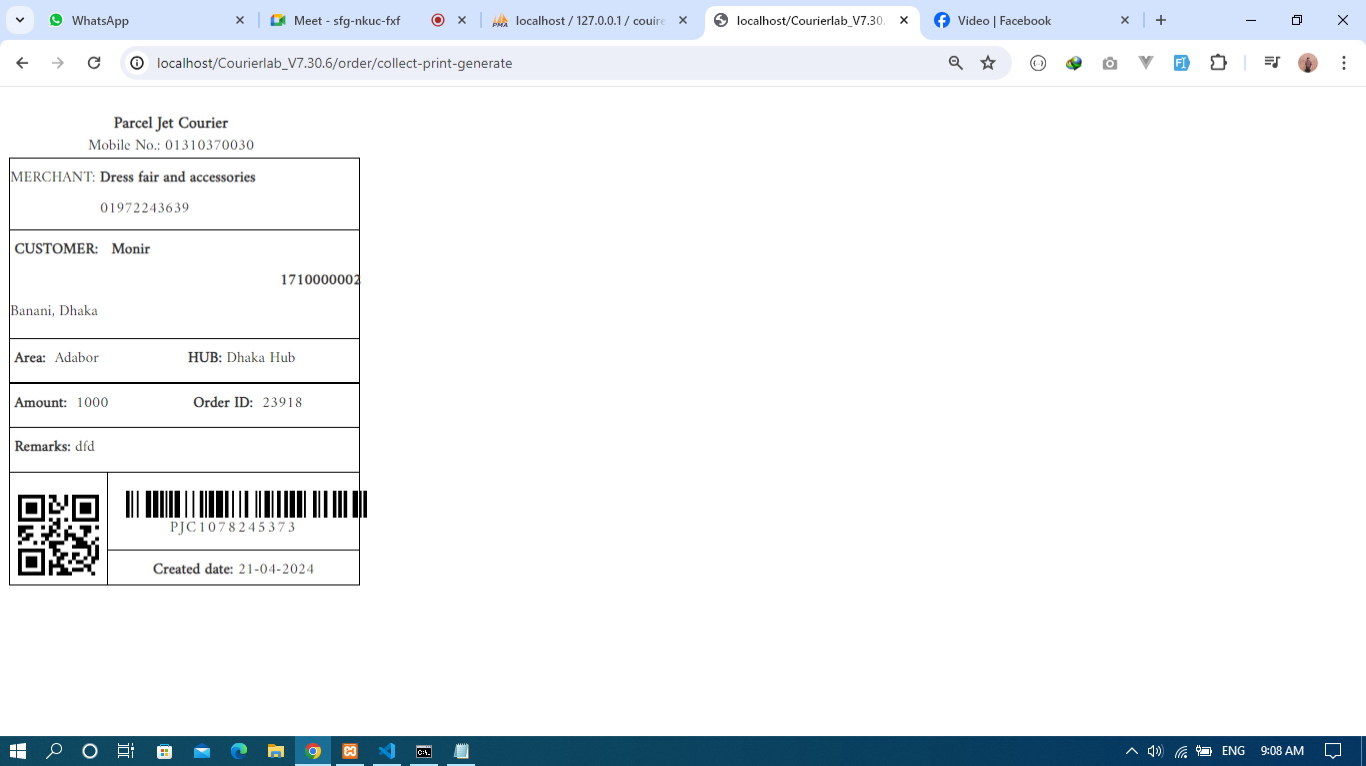 WhatsApp
Meet - sfg-nkuc-fxf
localhost / 127.0.0.1 / couire
localhost/Courierlab_V7.30.
Video | Facebook
localhost/Courierlab_V7.30.6/order/collect-print-generate
Parcel Jet Courier
Mobile No.: 01310370030
MERCHANT: Dress fair and accessories
01972243639
CUSTOMER: Monir
1710000002
Banani, Dhaka
Area: Adabor HUB: Dhaka Hub
Amount: 1000 Order ID: 23918
Remarks: dfd
PJC1078245373
Created date: 21-04-2024
ENG 9:08 AM